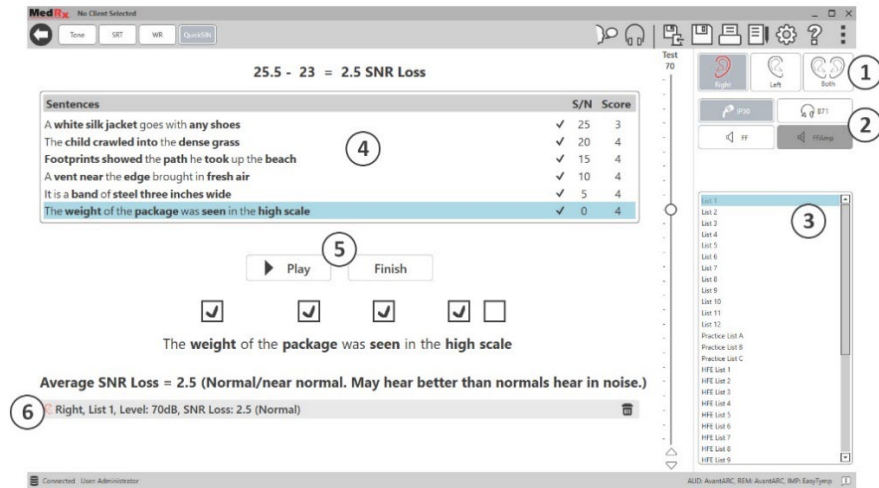 MedRx No Client Selected
Tone SRT WR QuickSIN
Test
70
25.5 - 23 = 2.5 SNR Loss
Right Left Both
1
IP30 B71
2
FF FFAmp
Sentences S/N Score
A white silk jacket goes with any shoes ✓ 25 3
The child crawled into the dense grass ✓ 20 4
Footprints showed the path he took up the beach ✓ 15 4
A vent near the edge brought in fresh air ✓ 10 4
It is a band of steel three inches wide ✓ 5 4
The weight of the package was seen in the high scale ✓ 0 4
4
5
Play Finish
The weight of the package was seen in the high scale
Average SNR Loss = 2.5 (Normal/near normal. May hear better than normals hear in noise.)
6
Right, List 1, Level: 70dB, SNR Loss: 2.5 (Normal)
3
List 1
List 2
List 3
List 4
List 5
List 6
List 7
List 8
List 9
List 10
List 11
List 12
Practice List A
Practice List B
Practice List C
HFE List 1
HFE List 2
HFE List 3
HFE List 4
HFE List 5
HFE List 6
HFE List 7
HFE List 8
HFE List 9
Connected User: Administrator
AUD: AvantARC, REM: AvantARC, IMP: EasyTymp